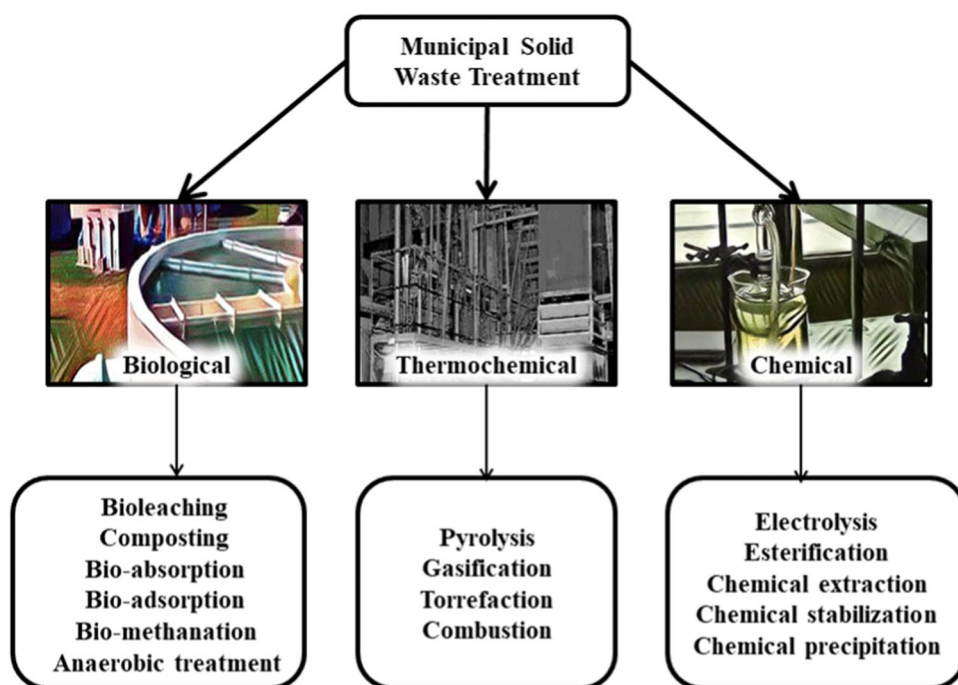 Municipal Solid
Waste Treatment
Biological
Thermochemical
Chemical
Bioleaching
Composting
Bio-absorption
Bio-adsorption
Bio-methanation
Anaerobic treatment
Pyrolysis
Gasification
Torrefaction
Combustion
Electrolysis
Esterification
Chemical extraction
Chemical stabilization
Chemical precipitation